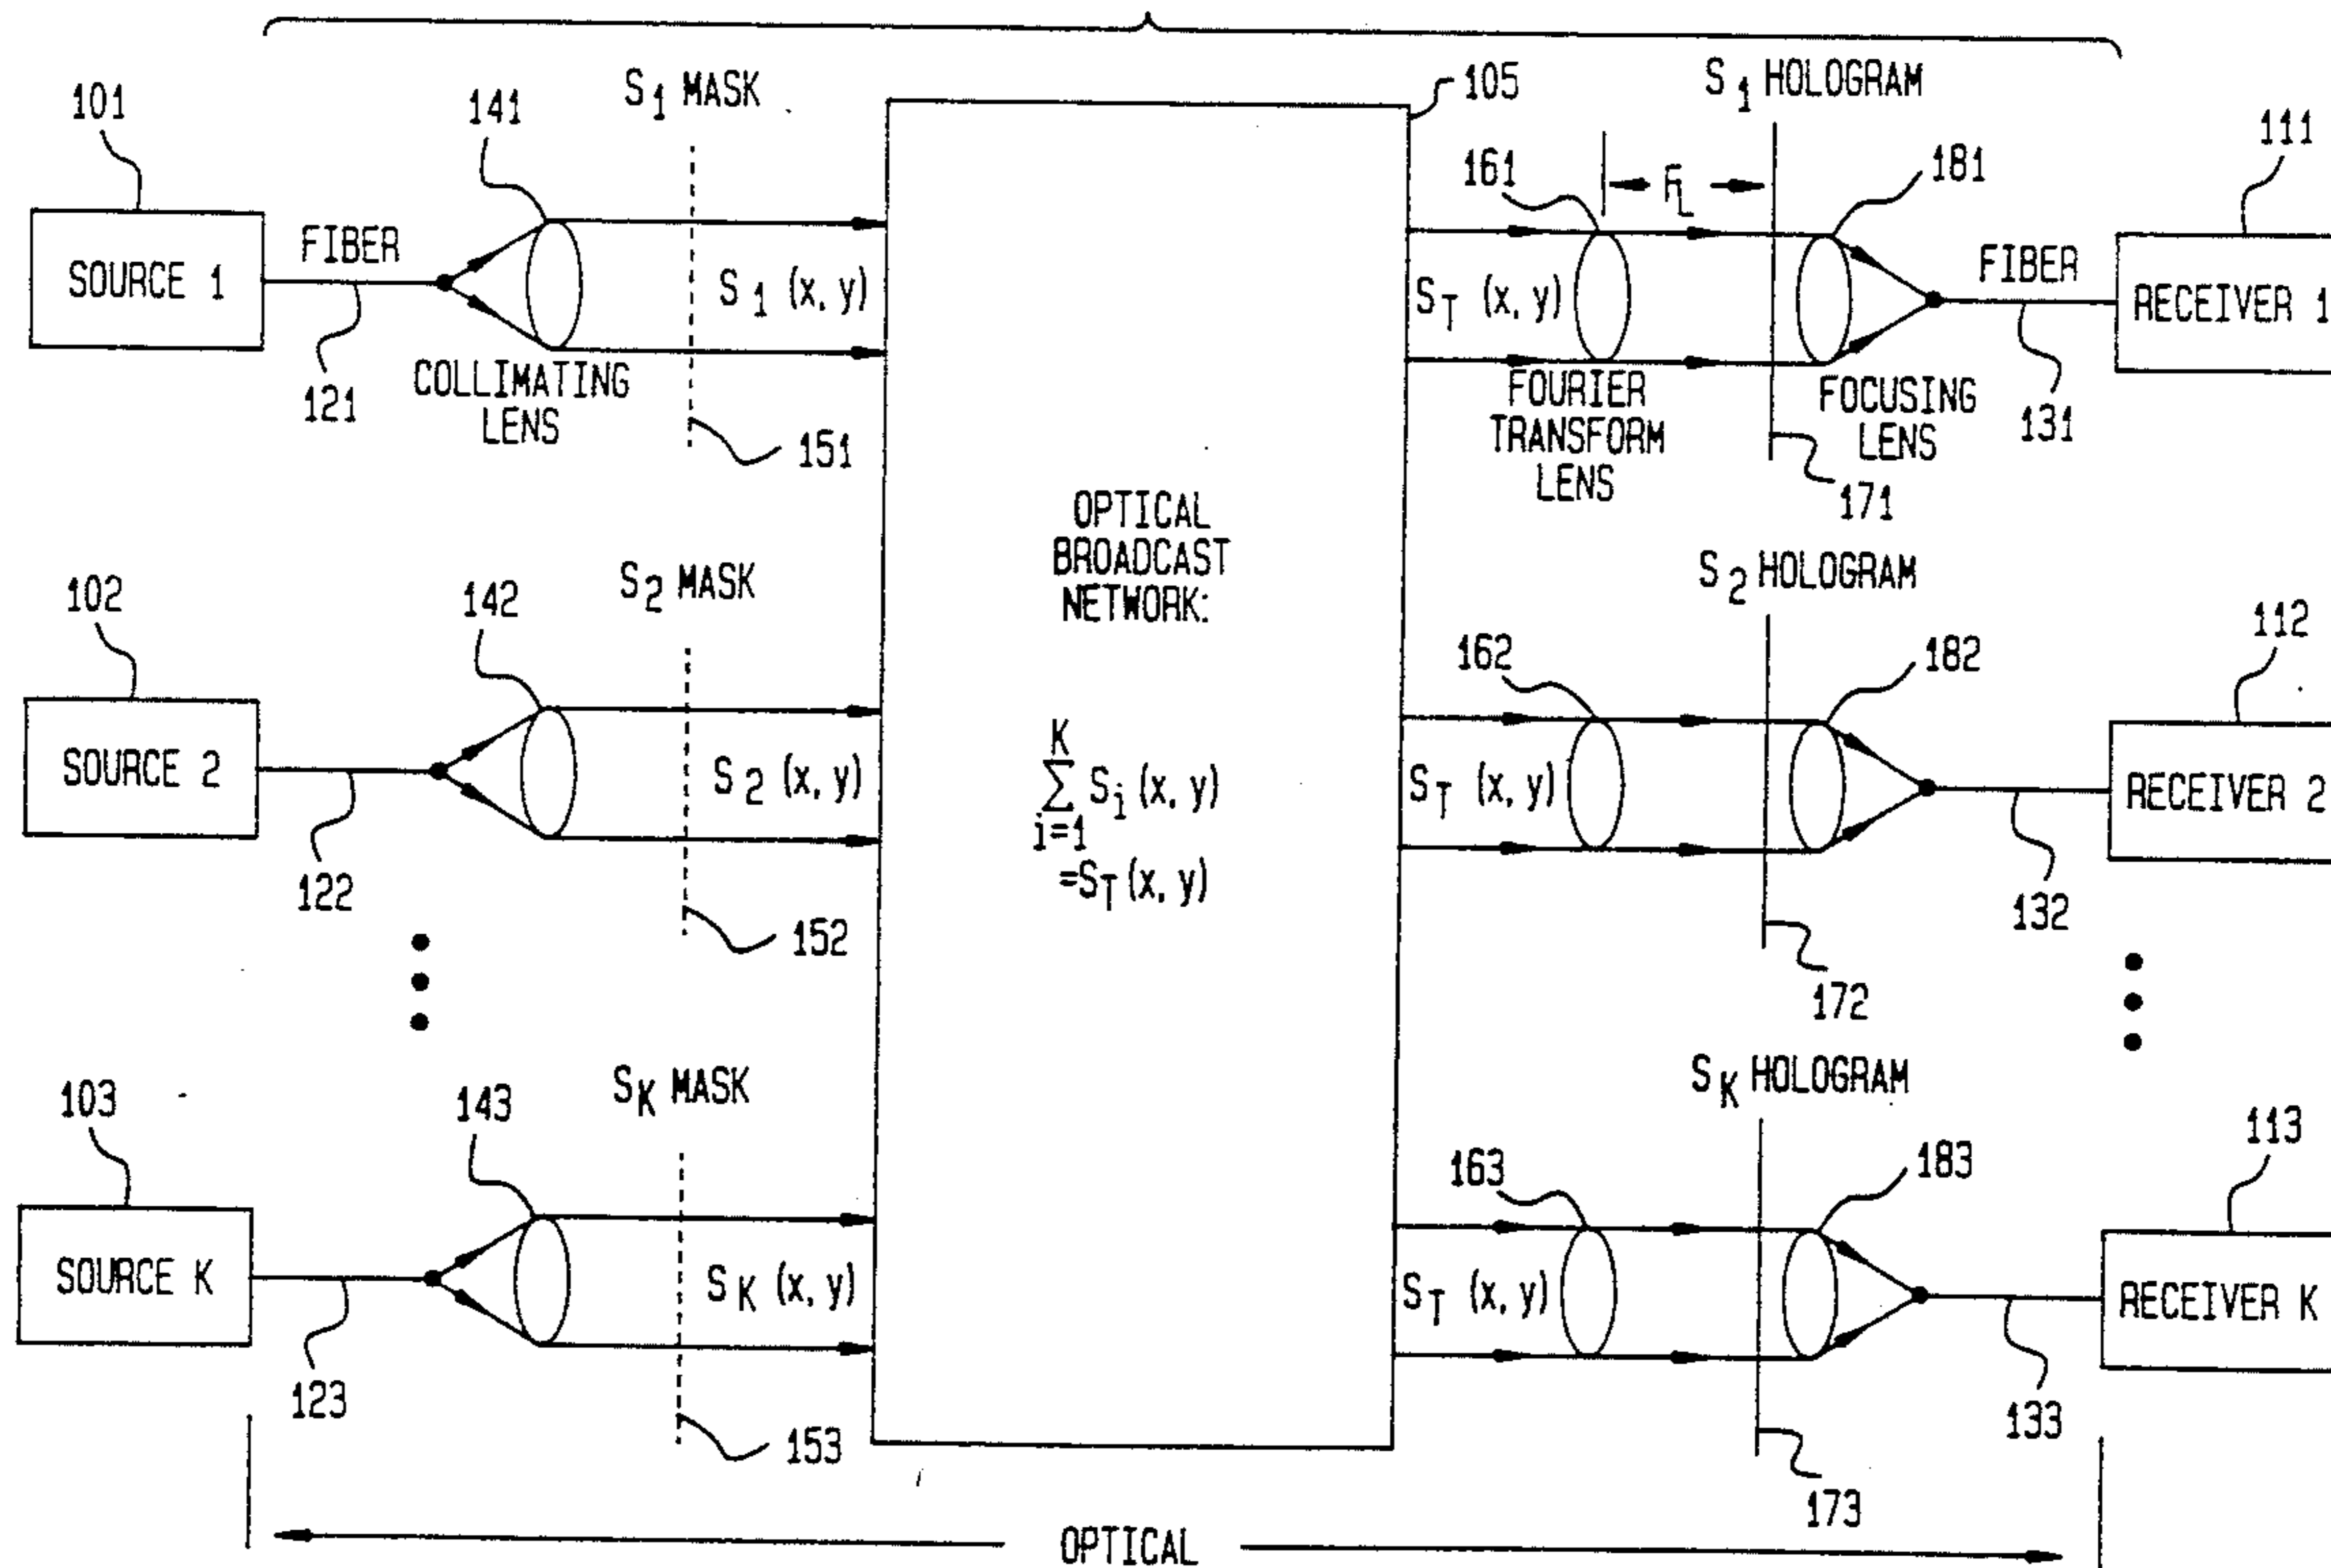 S1 MASK
105
S1 HOLOGRAM
101
141
161
FL
181
111
SOURCE 1
FIBER
S1 (x, y)
ST (x, y)
FIBER
RECEIVER 1
121
COLLIMATING
LENS
151
FOURIER
TRANSFORM
LENS
FOCUSING
LENS
131
171
OPTICAL
BROADCAST
NETWORK:
S2 MASK
S2 HOLOGRAM
102
142
162
182
112
SOURCE 2
S2 (x, y)
K
∑ Si (x, y)
i=1
=ST (x, y)
ST (x, y)
RECEIVER 2
122
152
132
172
SK MASK
SK HOLOGRAM
103
143
163
183
113
SOURCE K
SK (x, y)
ST (x, y)
RECEIVER K
123
153
133
173
OPTICAL